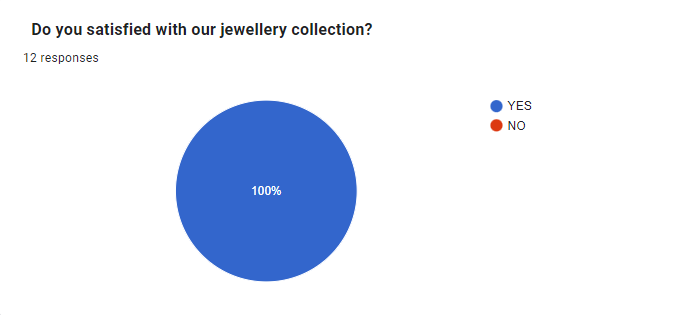 Do you satisfied with our jewellery collection?
12 responses
YES
NO
100%